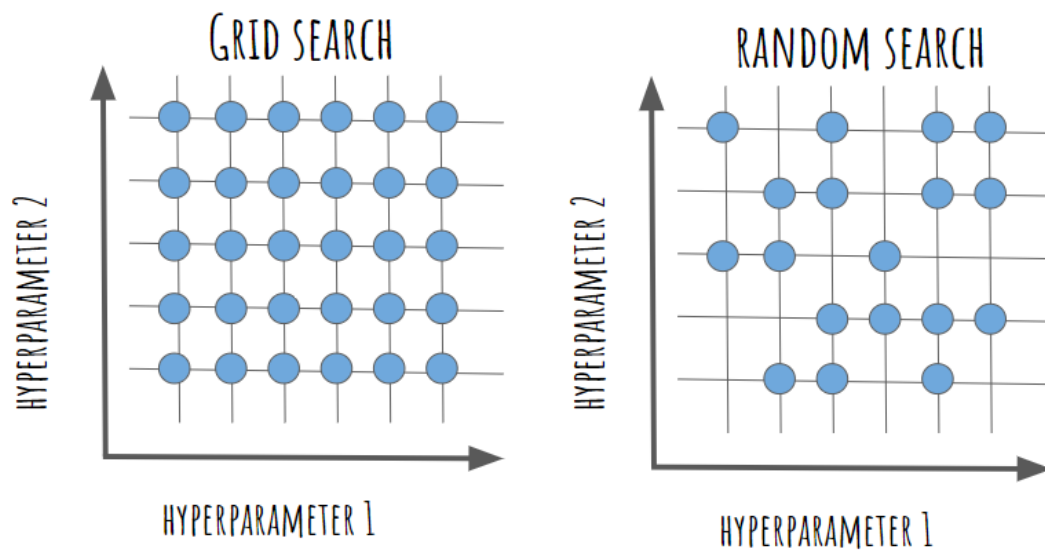 GRID SEARCH
HYPERPARAMETER 2
HYPERPARAMETER 1
RANDOM SEARCH
HYPERPARAMETER 2
HYPERPARAMETER 1